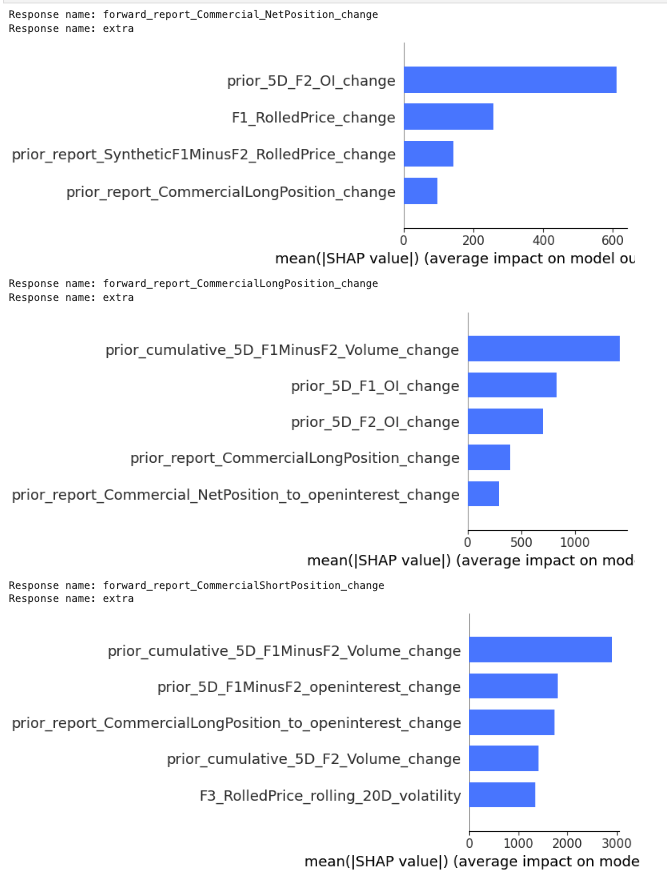 Response name: forward_report_Commercial_NetPosition_change
Response name: extra
prior_5D_F2_OI_change
F1_RolledPrice_change
prior_report_SyntheticF1MinusF2_RolledPrice_change
prior_report_CommercialLongPosition_change
0 200 400 600
mean(|SHAP value|) (average impact on model ou
Response name: forward_report_CommercialLongPosition_change
Response name: extra
prior_cumulative_5D_F1MinusF2_Volume_change
prior_5D_F1_OI_change
prior_5D_F2_OI_change
prior_report_CommercialLongPosition_change
prior_report_Commercial_NetPosition_to_openinterest_change
0 500 1000
mean(|SHAP value|) (average impact on mode
Response name: forward_report_CommercialShortPosition_change
Response name: extra
prior_cumulative_5D_F1MinusF2_Volume_change
prior_5D_F1MinusF2_openinterest_change
prior_report_CommercialLongPosition_to_openinterest_change
prior_cumulative_5D_F2_Volume_change
F3_RolledPrice_rolling_20D_volatility
0 1000 2000 3000
mean(|SHAP value|) (average impact on mode